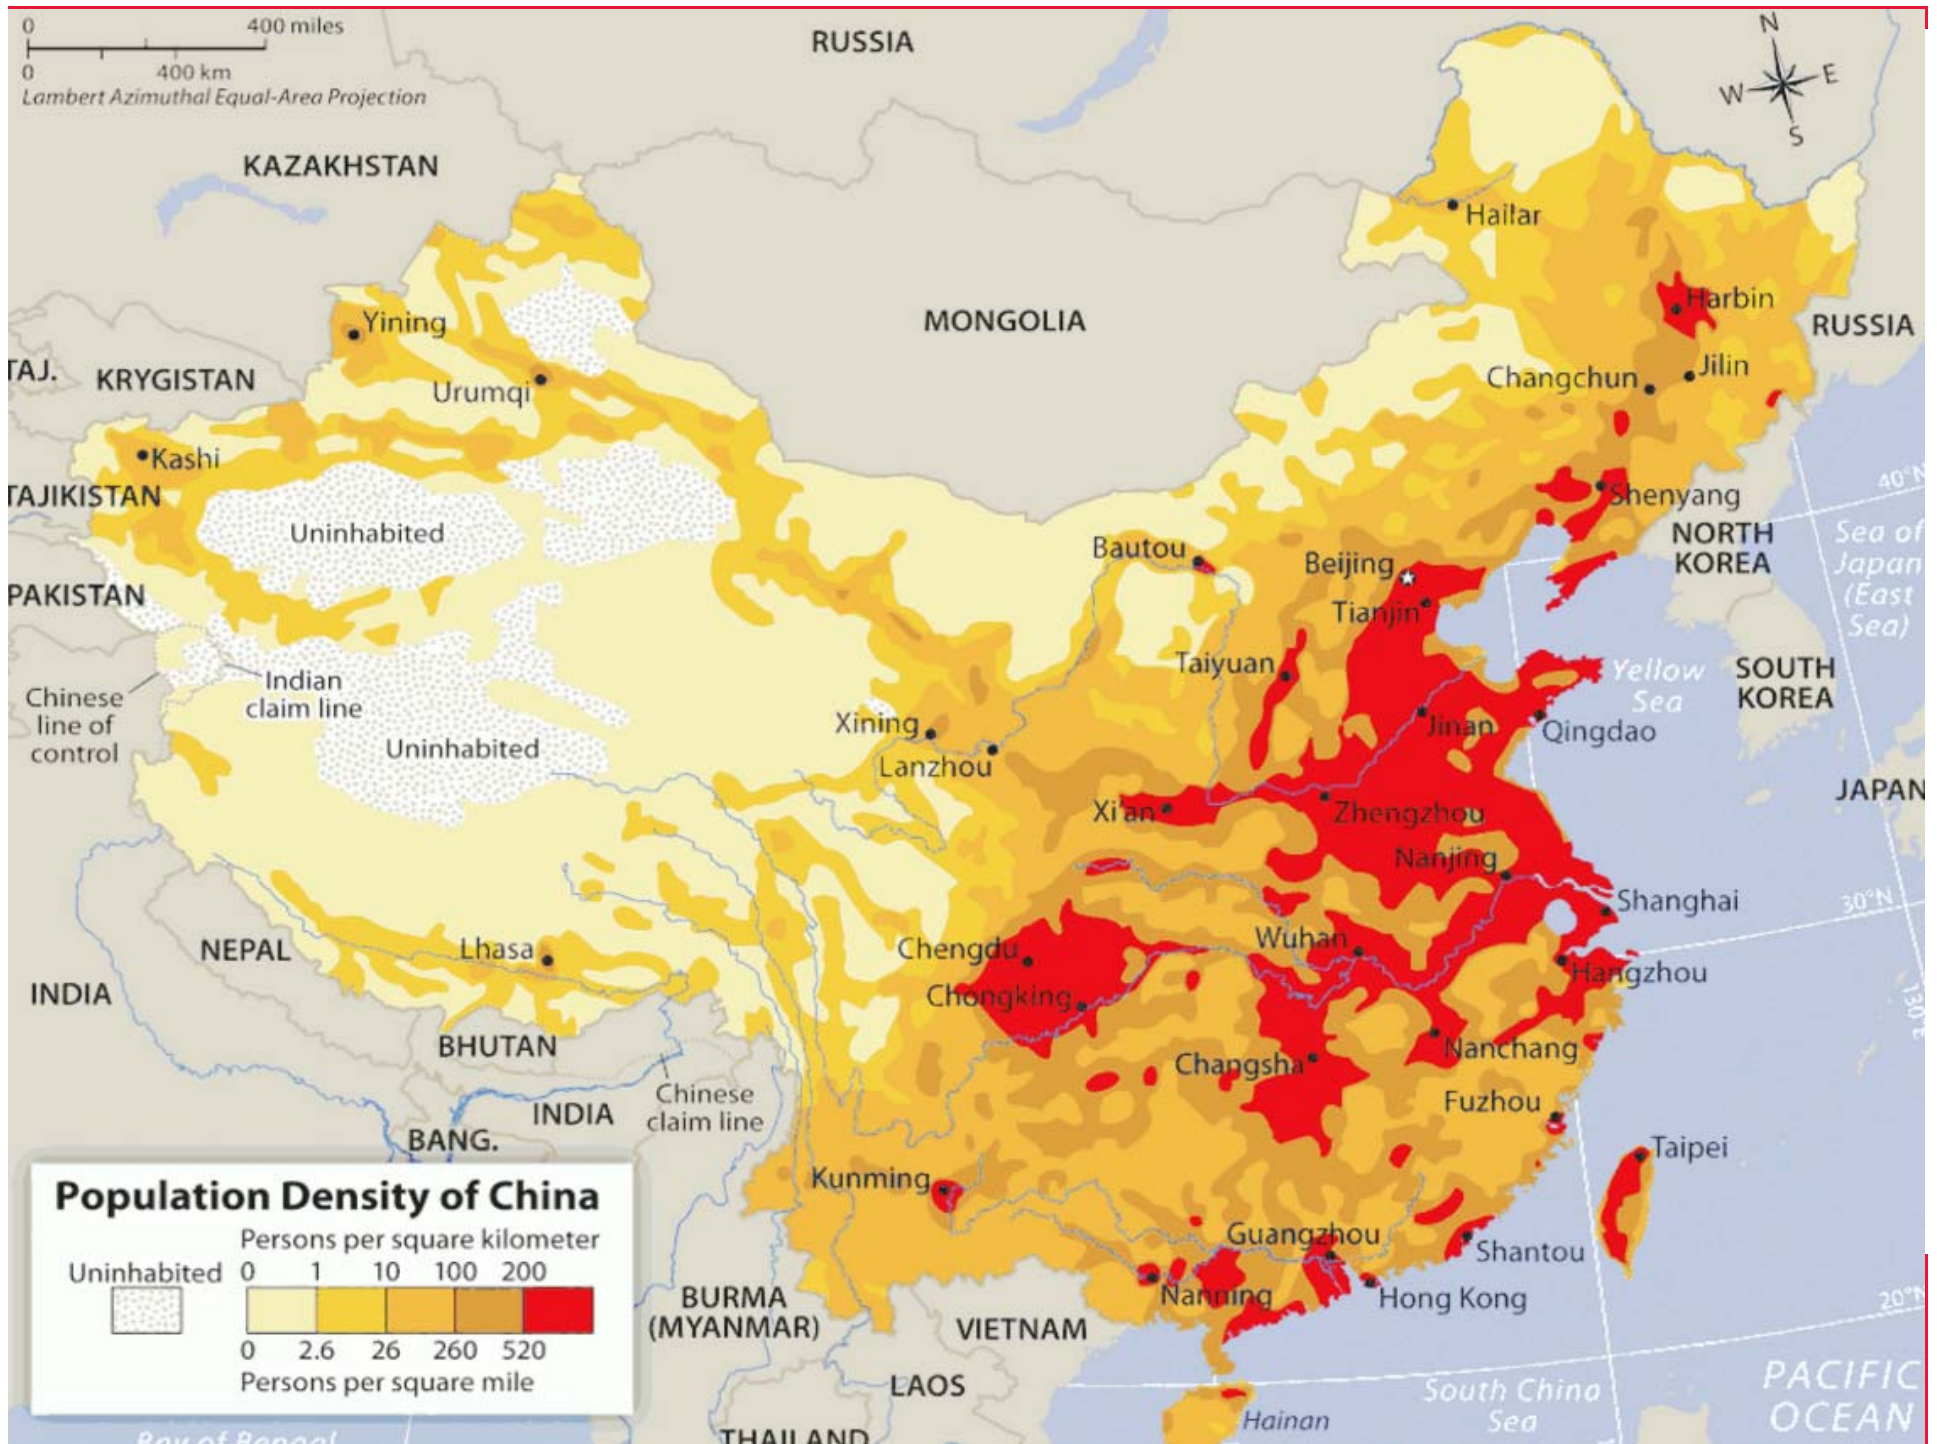 0 400 miles
0 400 km
Lambert Azimuthal Equal-Area Projection
RUSSIA
N
W E
S
KAZAKHSTAN
Hailar
MONGOLIA
Harbin
RUSSIA
Yining
TAJ.
KRYGISTAN
Urumqi
Changchun
Jilin
Kashi
TAJIKISTAN
Uninhabited
Shenyang
40°N
NORTH
KOREA
Sea of
Japan
(East
Sea)
Bautou
Beijing
Tianjin
PAKISTAN
Taiyuan
Yellow
Sea
SOUTH
KOREA
Indian
claim line
Chinese
line of
control
Xining
Lanzhou
Uninhabited
Jinan
Qingdao
JAPAN
Xi'an
Zhengzhou
Nanjing
Shanghai
30°N
NEPAL
Lhasa
Chengdu
Wuhan
Hangzhou
INDIA
Chongking
130°E
BHUTAN
Changsha
Nanchang
Chinese
claim line
INDIA
Fuzhou
BANG.
Taipei
Kunming
Guangzhou
Shantou
Nanning
Hong Kong
20°N
BURMA
(MYANMAR)
VIETNAM
LAOS
South China
Sea
PACIFIC
OCEAN
Hainan
THAILAND
Bay of Bengal
Population Density of China
Persons per square kilometer
Uninhabited 0 1 10 100 200
0 2.6 26 260 520
Persons per square mile